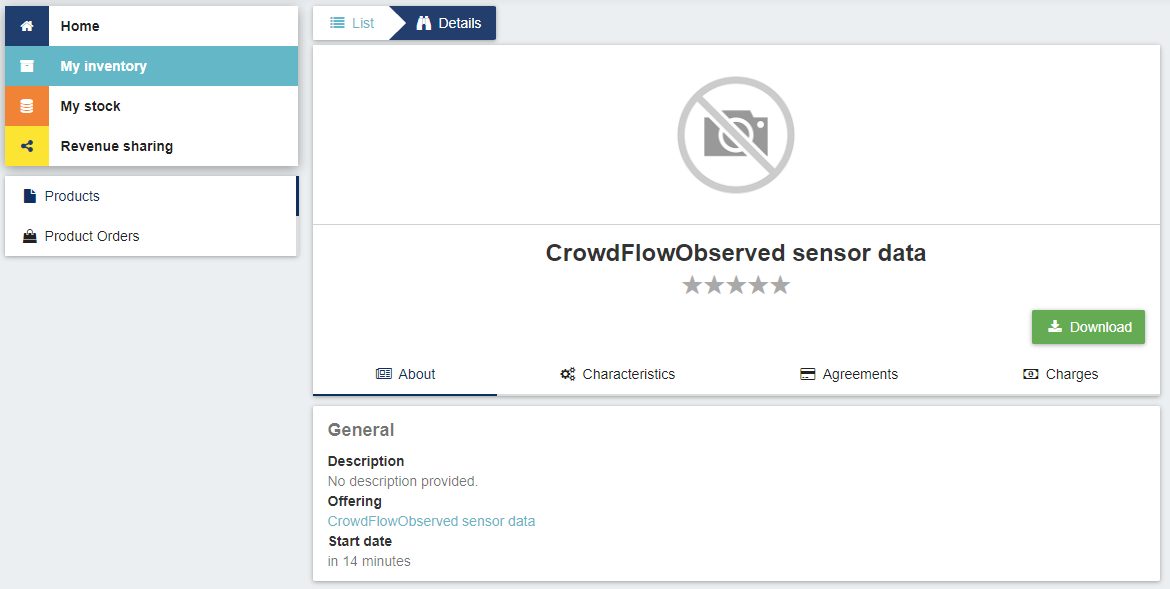 Home
My inventory
My stock
Revenue sharing
Products
Product Orders
List
Details
CrowdFlowObserved sensor data
Download
About
Characteristics
Agreements
Charges
General
Description
No description provided.
Offering
CrowdFlowObserved sensor data
Start date
in 14 minutes